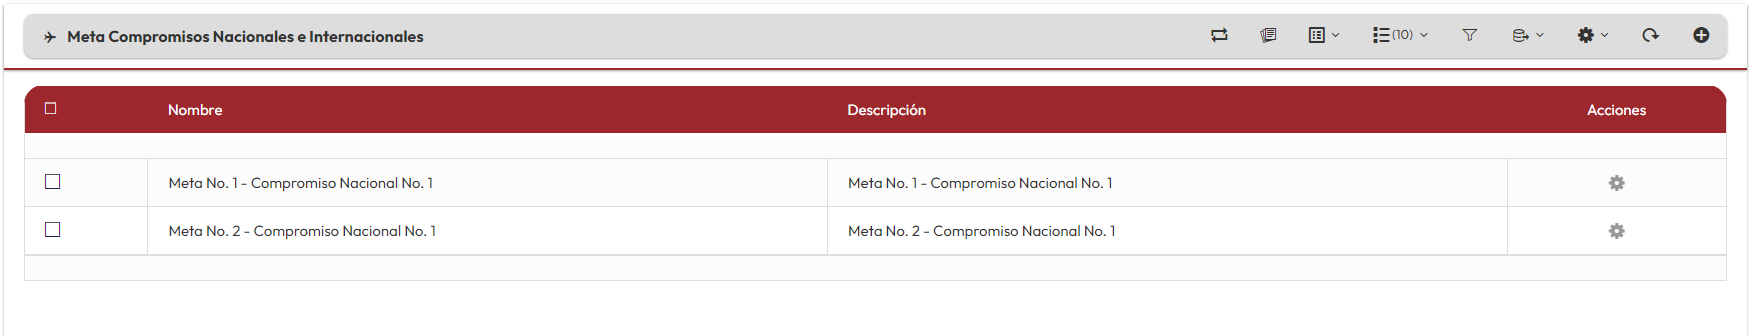 Meta Compromisos Nacionales e Internacionales (10)
Nombre Descripción Acciones
Meta No. 1 - Compromiso Nacional No. 1 Meta No. 1 - Compromiso Nacional No. 1
Meta No. 2 - Compromiso Nacional No. 1 Meta No. 2 - Compromiso Nacional No. 1